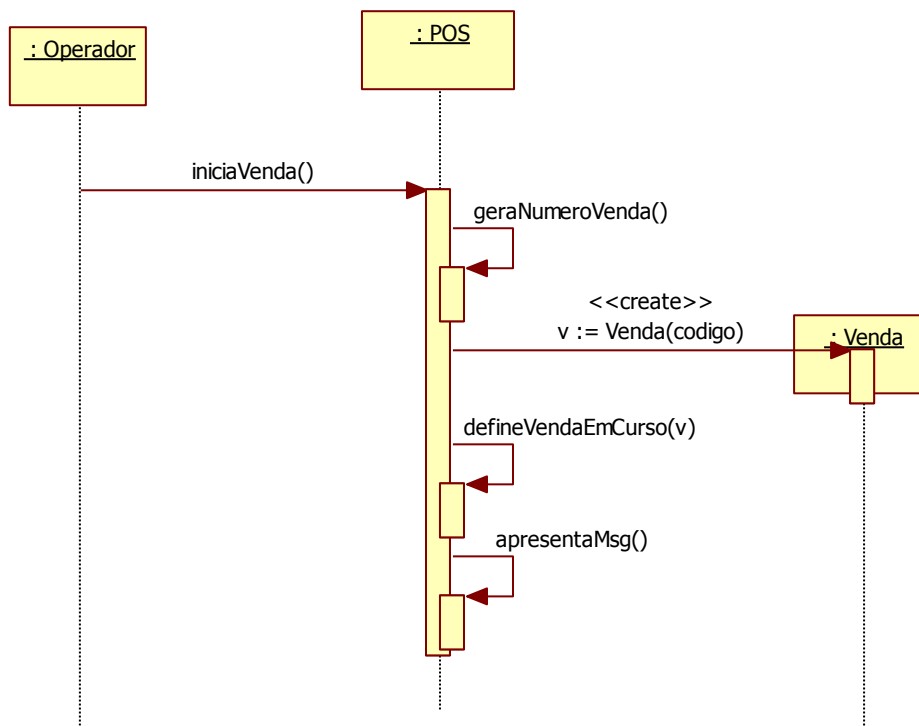 : Operador
: POS
iniciaVenda()
geraNumeroVenda()
<<create>>
v := Venda(codigo)
: Venda
defineVendaEmCurso(v)
apresentaMsg()